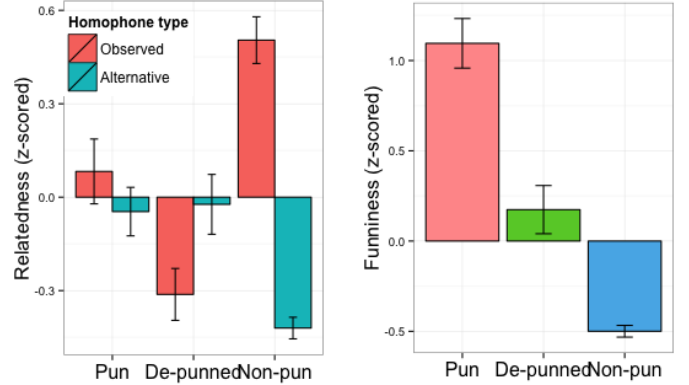 Relatedness (z-scored)
0.6
0.3
0.0
-0.3
Homophone type
Observed
Alternative
Pun
De-punned
Non-pun
Funniness (z-scored)
1.0
0.5
0.0
-0.5
Pun
De-punned
Non-pun